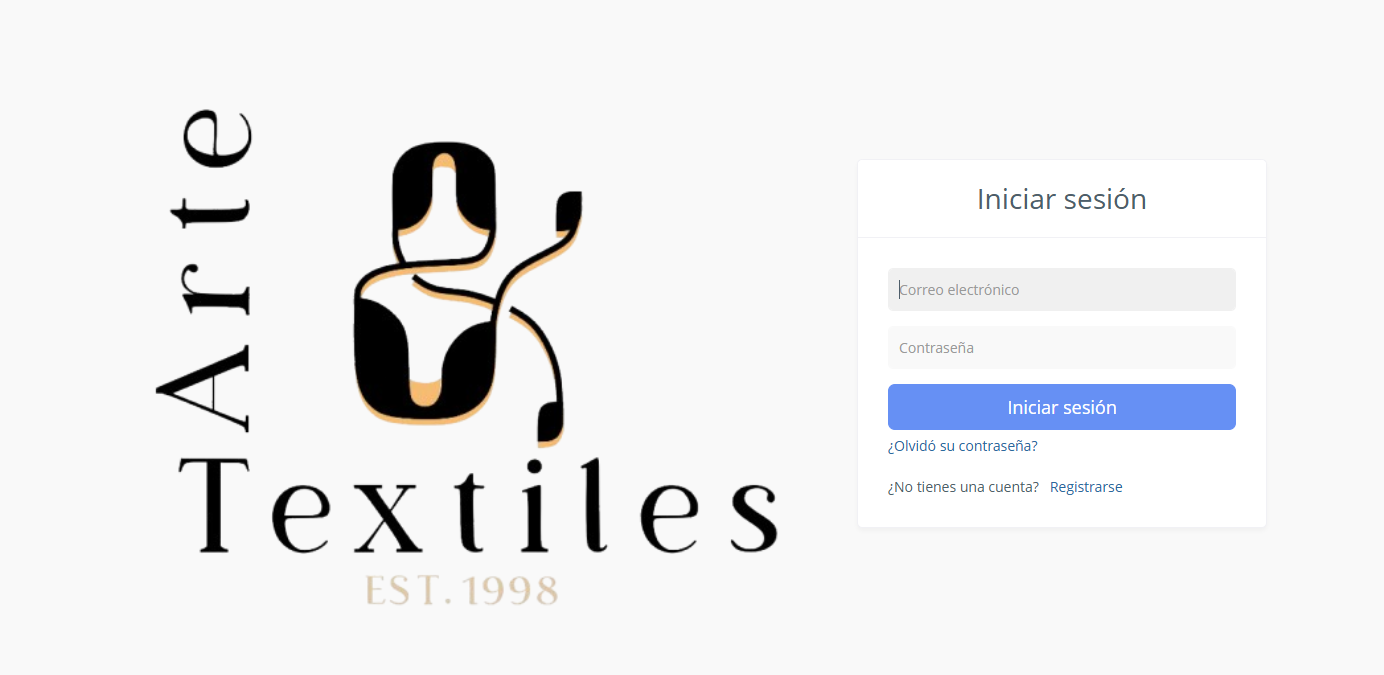 Arte
Textiles
EST. 1998
Iniciar sesión
Correo electrónico
Contraseña
Iniciar sesión
¿Olvidó su contraseña?
¿No tienes una cuenta? Registrarse